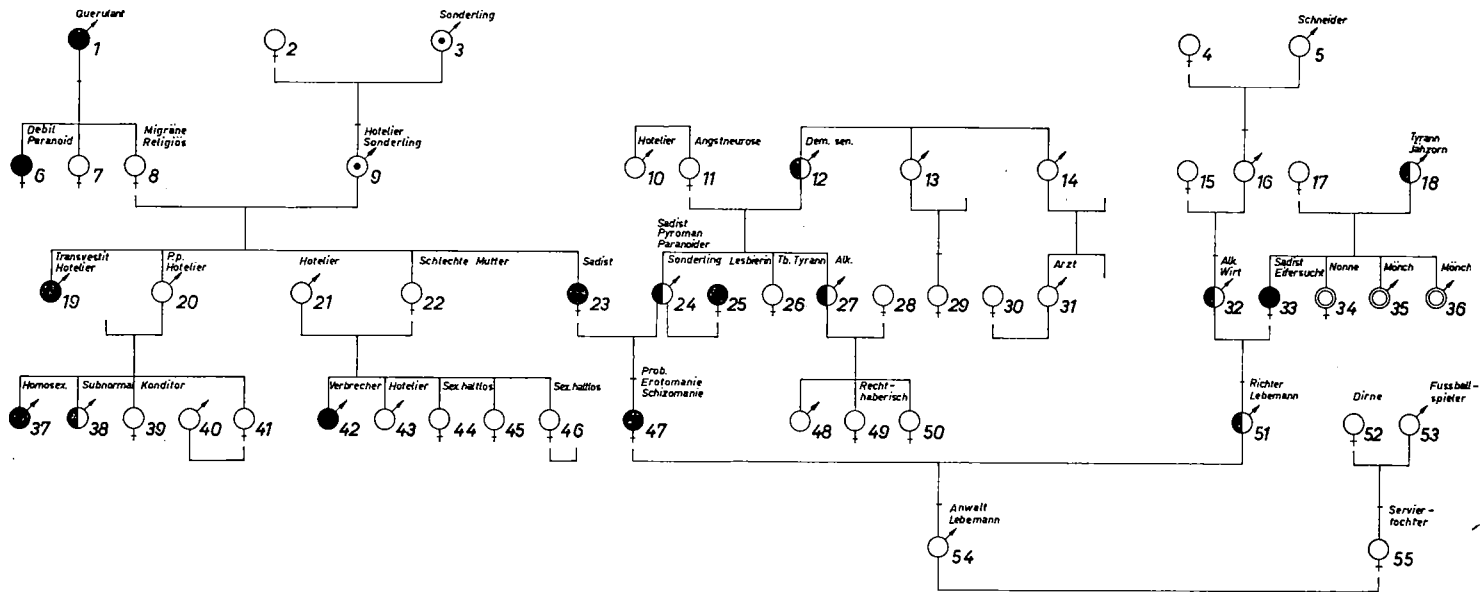 Querulant
1
2
Sonderling
3
4
Schneider
5
Debil
Paranoid
6
7
Migräne
Religiös
8
Hotelier
Sonderling
9
Hotelier
10
Angstneurose
11
Dem. sen.
12
13
14
15
16
17
Tyrann
Jähzorn
18
Transvestit
Hotelier
19
P.p.
Hotelier
20
Hotelier
21
Schlechte Mutter
22
Sadist
23
Sadist
Pyroman
Paranoider
Sonderling
24
Lesbierin
25
Tb. Tyrann
26
Alk.
27
28
29
30
Arzt
31
Alk.
Wirt
32
Sadist
Eifersucht
33
Nonne
34
Mönch
35
Mönch
36
Homosex.
37
Subnormal
38
Konditor
39
40
41
Verbrecher
42
Hotelier
43
Sex.haltlos
44
45
Sex.haltlos
46
Prob.
Erotomanie
Schizomanie
47
48
Recht-
haberisch
49
50
Richter
Lebemann
51
Dirne
52
Fussball-
spieler
53
Anwalt
Lebemann
54
Servier-
tochter
55